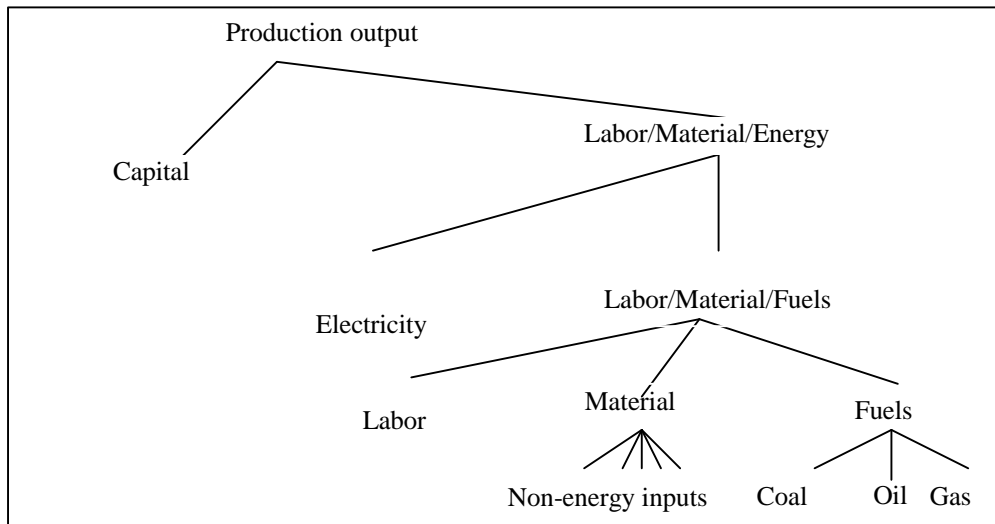 Production output
Labor/Material/Energy
Capital
Labor/Material/Fuels
Electricity
Material
Labor
Fuels
Non-energy inputs
Coal
Oil
Gas